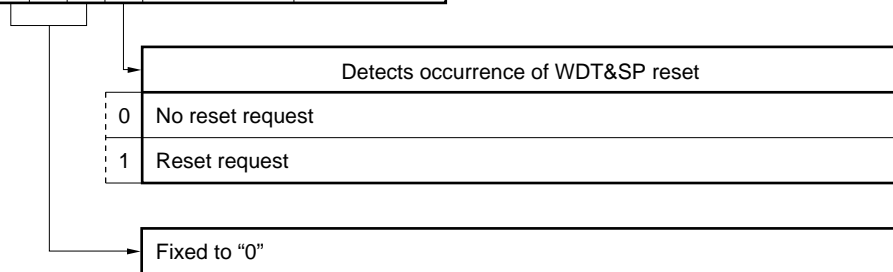 Detects occurrence of WDT&SP reset
0 No reset request
1 Reset request
Fixed to “0”